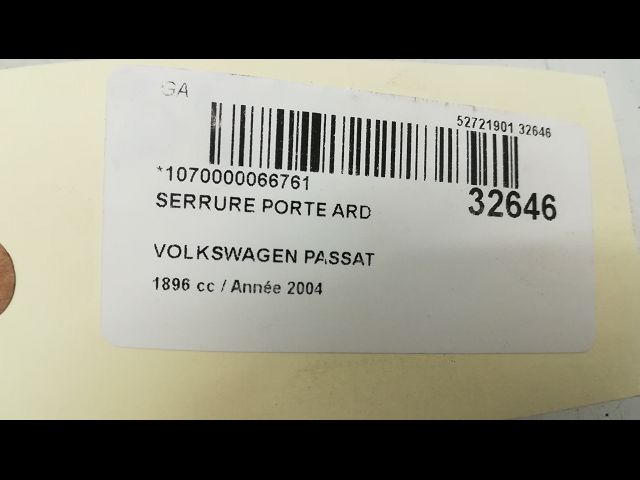 GA
52721901 32646
*1070000066761
32646
SERRURE PORTE ARD
VOLKSWAGEN PASSAT
1896 cc / Année 2004